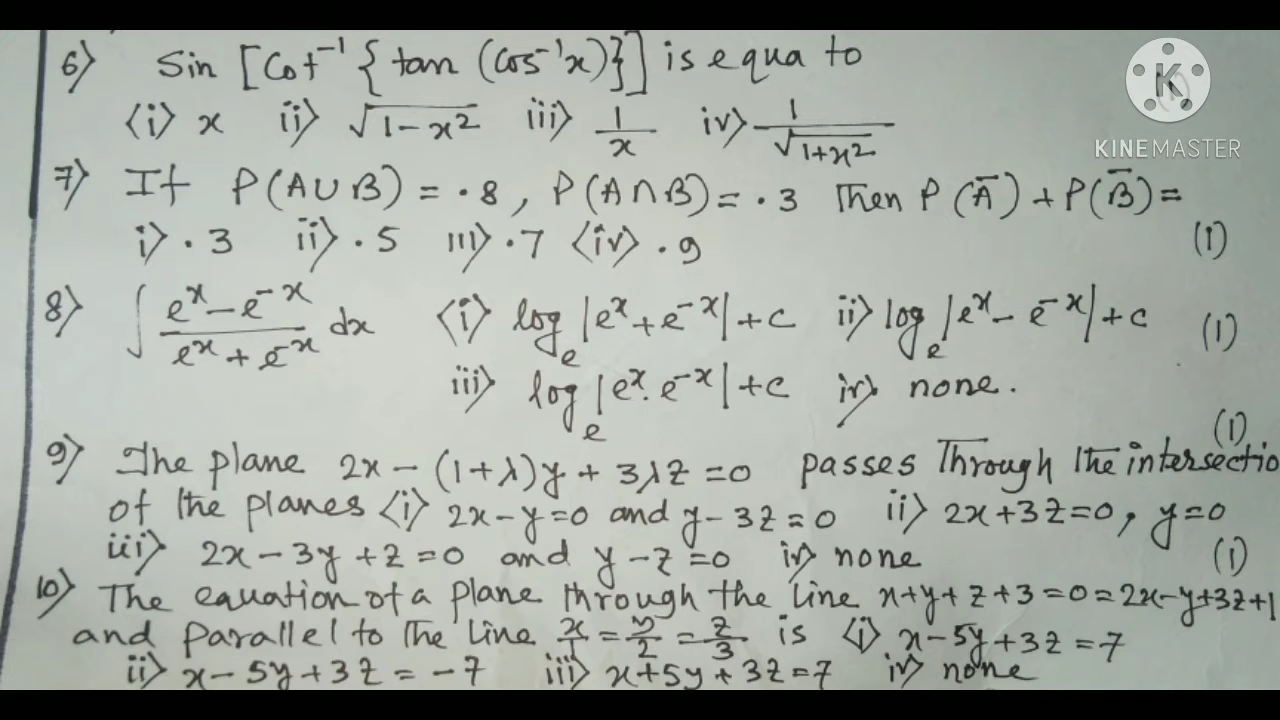 6) Sin [Cot⁻¹ { tan (Cos⁻¹x)}] is equa to
(i) x ii) √(1-x²) iii) 1/x iv) 1/√(1+x²)
KINEMASTER
7) If P(A∪B) = .8, P(A∩B) = .3 Then P(A̅) + P(B̅) =
i) .3 ii) .5 iii) .7 (iv) .9 (1)
8) ∫ (eˣ - e⁻ˣ)/(eˣ + e⁻ˣ) dx (i) logₑ |eˣ + e⁻ˣ| + c ii) logₑ |eˣ - e⁻ˣ| + c (1)
iii) logₑ |eˣ. e⁻ˣ| + c iv) none.
(1)
9) The plane 2x - (1+λ)y + 3λz = 0 passes Through The intersectio
of the planes (i) 2x - y = 0 and y - 3z = 0 ii) 2x + 3z = 0, y = 0
iii) 2x - 3y + z = 0 and y - z = 0 iv) none (1)
10) The equation of a plane through the line x+y+z+3 = 0 = 2x-y+3z+1
and parallel to the line x/1 = y/2 = z/3 is (i) x - 5y + 3z = 7
ii) x - 5y + 3z = -7 iii) x + 5y + 3z = 7 iv) none